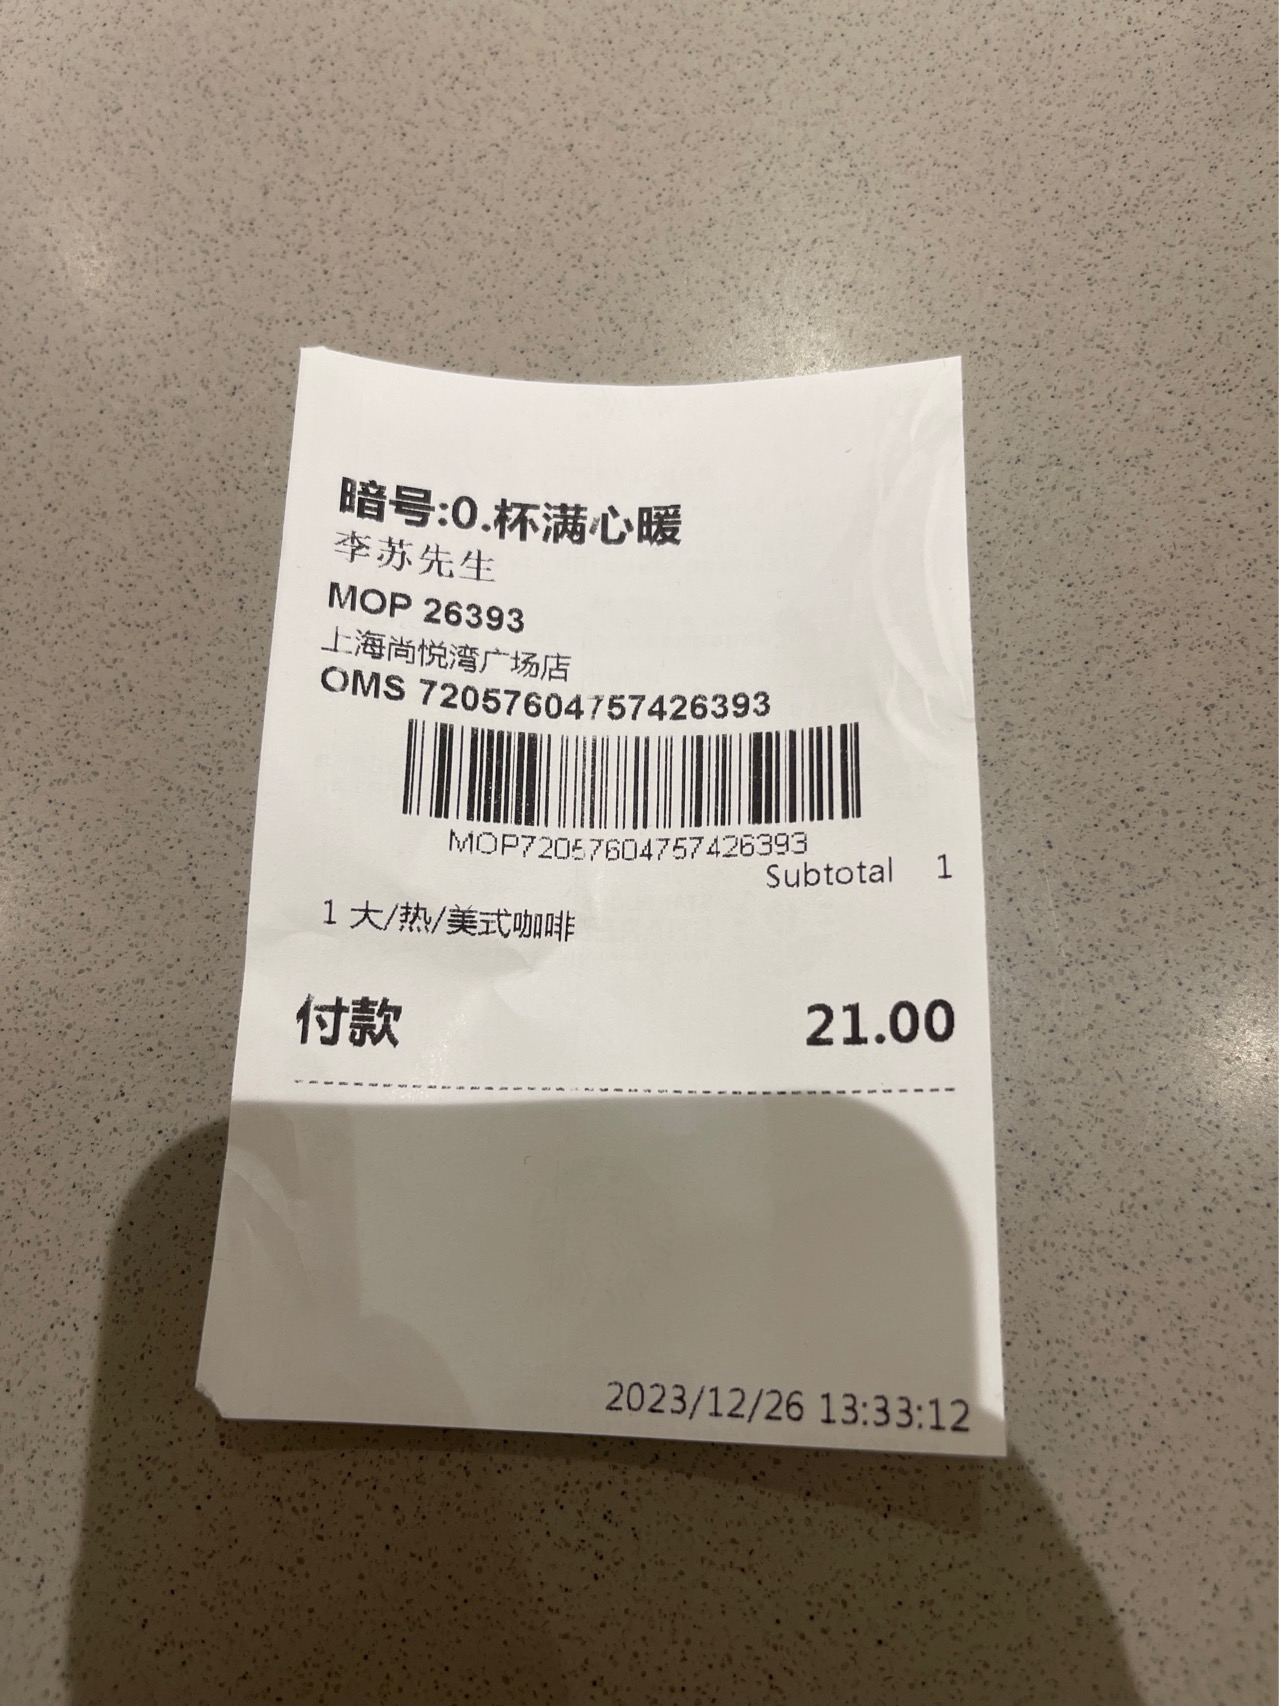 暗号:0.杯满心暖
李苏先生
MOP 26393
上海尚悦湾广场店
OMS 72057604757426393
MOP72057604757426393
Subtotal 1
1 大/热/美式咖啡
付款 21.00
2023/12/26 13:33:12